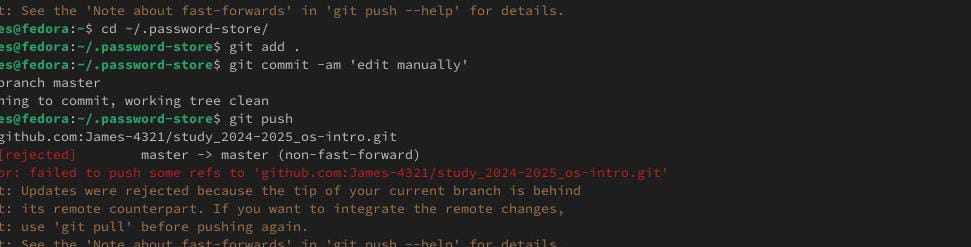 t: See the 'Note about fast-forwards' in 'git push --help' for details.
es@fedora:~$ cd ~/.password-store/
es@fedora:~/.password-store$ git add .
es@fedora:~/.password-store$ git commit -am 'edit manually'
branch master
ning to commit, working tree clean
es@fedora:~/.password-store$ git push
github.com:James-4321/study_2024-2025_os-intro.git
[rejected]        master -> master (non-fast-forward)
or: failed to push some refs to 'github.com:James-4321/study_2024-2025_os-intro.git'
t: Updates were rejected because the tip of your current branch is behind
t: its remote counterpart. If you want to integrate the remote changes,
t: use 'git pull' before pushing again.
t: See the 'Note about fast-forwards' in 'git push --help' for details.